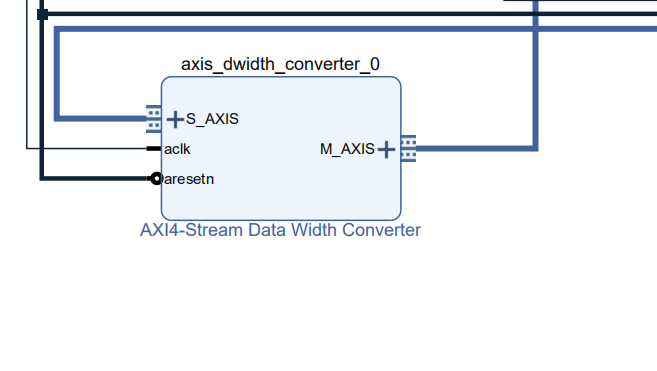 axis_dwidth_converter_0
S_AXIS
aclk
M_AXIS
aresetn
AXI4-Stream Data Width Converter